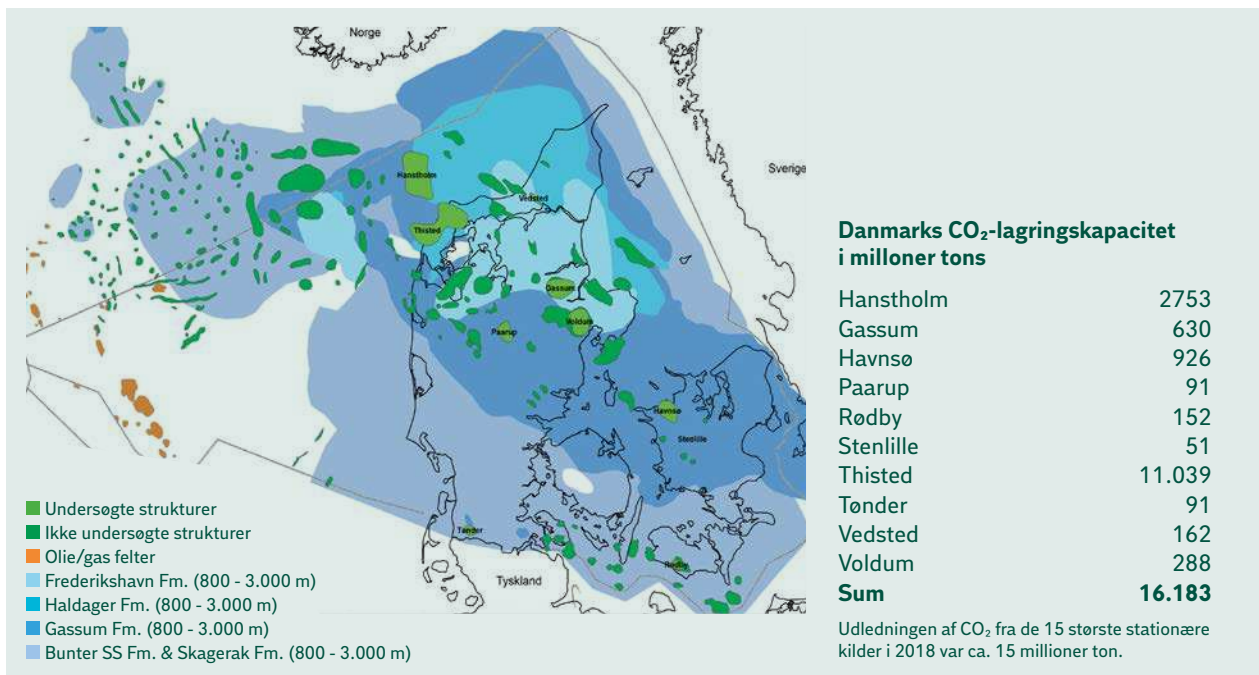 Norge
Sverige
Hanstholm
Vedsted
Thisted
Gassum
Voldum
Paarup
Havnsø
Stenlille
Tønder
Rødby
Tyskland
Undersøgte strukturer
Ikke undersøgte strukturer
Olie/gas felter
Frederikshavn Fm. (800 - 3.000 m)
Haldager Fm. (800 - 3.000 m)
Gassum Fm. (800 - 3.000 m)
Bunter SS Fm. & Skagerak Fm. (800 - 3.000 m)
Danmarks CO₂-lagringskapacitet
i milloner tons
Hanstholm 2753
Gassum 630
Havnsø 926
Paarup 91
Rødby 152
Stenlille 51
Thisted 11.039
Tønder 91
Vedsted 162
Voldum 288
Sum 16.183
Udledningen af CO₂ fra de 15 største stationære
kilder i 2018 var ca. 15 millioner ton.